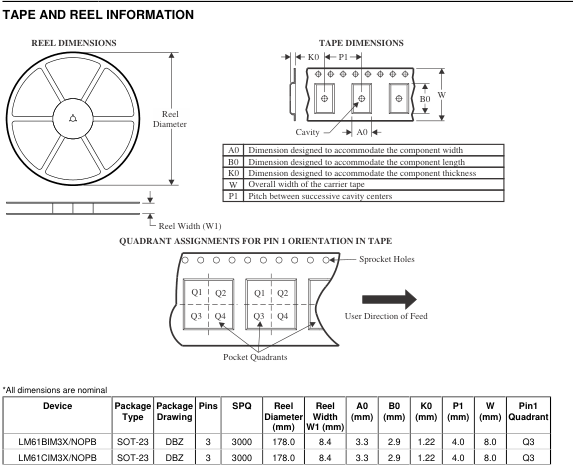 TAPE AND REEL INFORMATION
REEL DIMENSIONS
TAPE DIMENSIONS
K0 P1
B0 W
Reel
Diameter
Cavity A0
A0 Dimension designed to accommodate the component width
B0 Dimension designed to accommodate the component length
K0 Dimension designed to accommodate the component thickness
W Overall width of the carrier tape
P1 Pitch between successive cavity centers
Reel Width (W1)
QUADRANT ASSIGNMENTS FOR PIN 1 ORIENTATION IN TAPE
Sprocket Holes
Q1 Q2 Q1 Q2
Q3 Q4 Q3 Q4
User Direction of Feed
Pocket Quadrants
*All dimensions are nominal
Device Package Type Package Drawing Pins SPQ Reel Diameter (mm) Reel Width W1 (mm) A0 (mm) B0 (mm) K0 (mm) P1 (mm) W (mm) Pin1 Quadrant
LM61BIM3X/NOPB SOT-23 DBZ 3 3000 178.0 8.4 3.3 2.9 1.22 4.0 8.0 Q3
LM61CIM3X/NOPB SOT-23 DBZ 3 3000 178.0 8.4 3.3 2.9 1.22 4.0 8.0 Q3